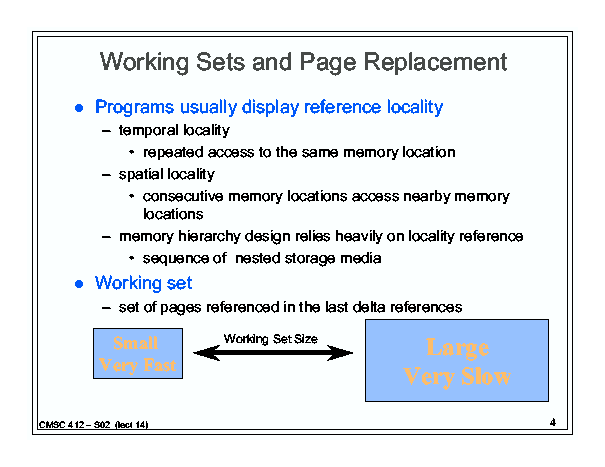 Working Sets and Page Replacement
● Programs usually display reference locality
– temporal locality
• repeated access to the same memory location
– spatial locality
• consecutive memory locations access nearby memory
locations
– memory hierarchy design relies heavily on locality reference
• sequence of nested storage media
● Working set
– set of pages referenced in the last delta references
Small
Very Fast
Working Set Size
Large
Very Slow
CMSC 412 – S02 (lect 14)
4